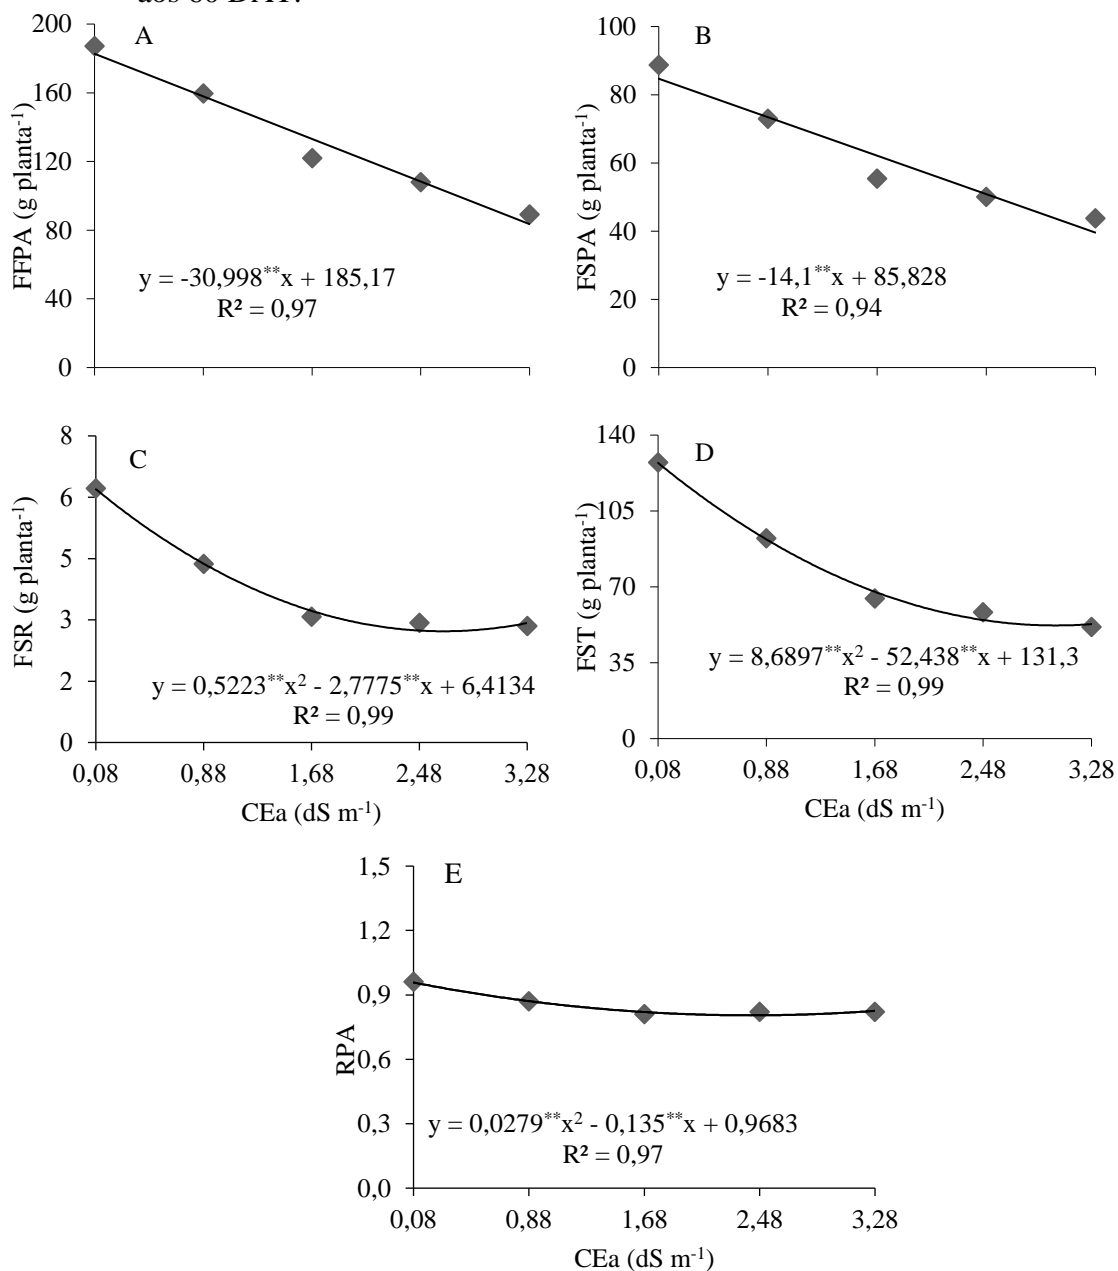 A
FFPA (g planta⁻¹)
200
160
120
80
40
0
y = -30,998**x + 185,17
R² = 0,97
B
FSPA (g planta⁻¹)
100
80
60
40
20
0
y = -14,1**x + 85,828
R² = 0,94
C
FSR (g planta⁻¹)
8
6
5
3
2
0
y = 0,5223**x² - 2,7775**x + 6,4134
R² = 0,99
0,08 0,88 1,68 2,48 3,28
CEa (dS m⁻¹)
D
FST (g planta⁻¹)
140
105
70
35
0
y = 8,6897**x² - 52,438**x + 131,3
R² = 0,99
0,08 0,88 1,68 2,48 3,28
CEa (dS m⁻¹)
E
RPA
1,5
1,2
0,9
0,6
0,3
0,0
y = 0,0279**x² - 0,135**x + 0,9683
R² = 0,97
0,08 0,88 1,68 2,48 3,28
CEa (dS m⁻¹)